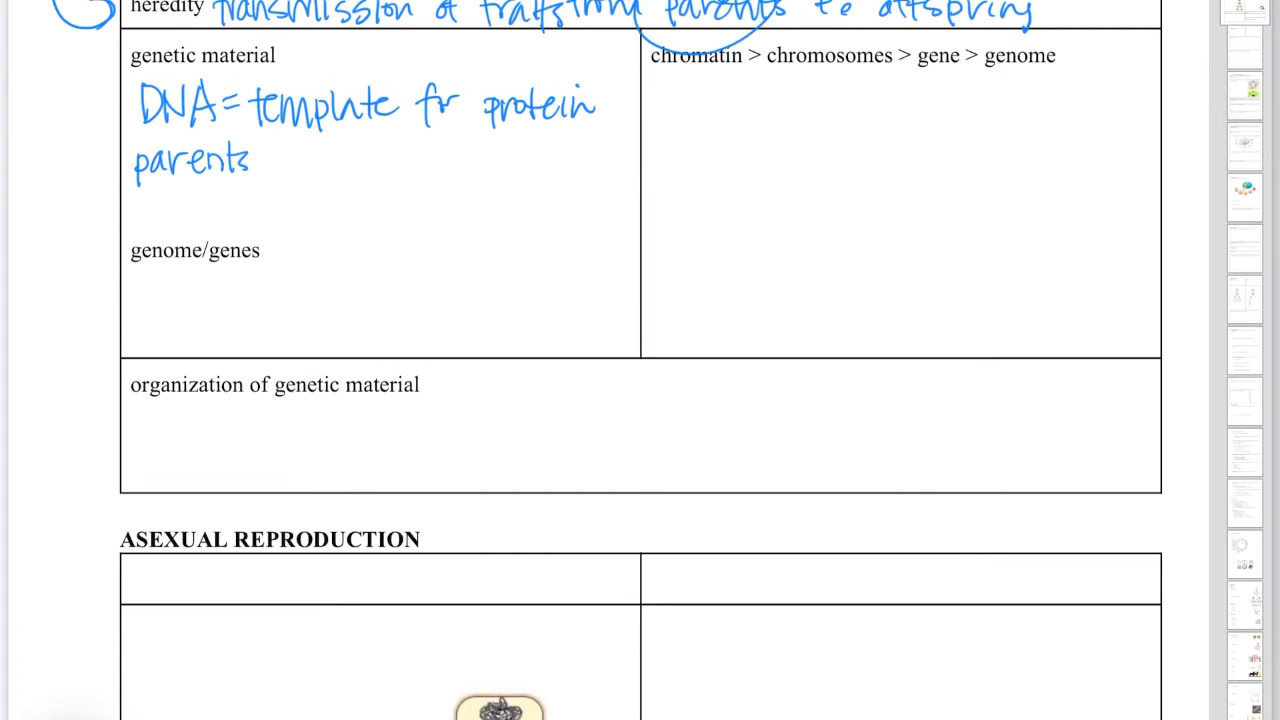 heredity transmission of traits from parents to offspring
genetic material
DNA = template for protein
parents
genome/genes
chromatin > chromosomes > gene > genome
organization of genetic material
ASEXUAL REPRODUCTION